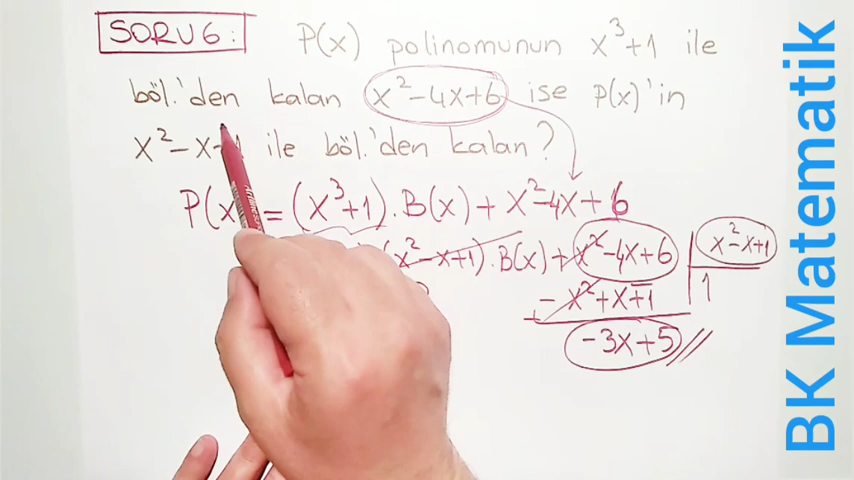 SORU 6: P(x) polinomunun x³+1 ile
böl.'den kalan x²-4x+6 ise P(x)'in
x²-x+1 ile böl.'den kalan?
P(x) = (x³+1).B(x) + x²-4x+6
(x²-x+1).B(x) + x²-4x+6 | x²-x+1
- x²+x-1 | 1
-3x+5 //
BK Matematik